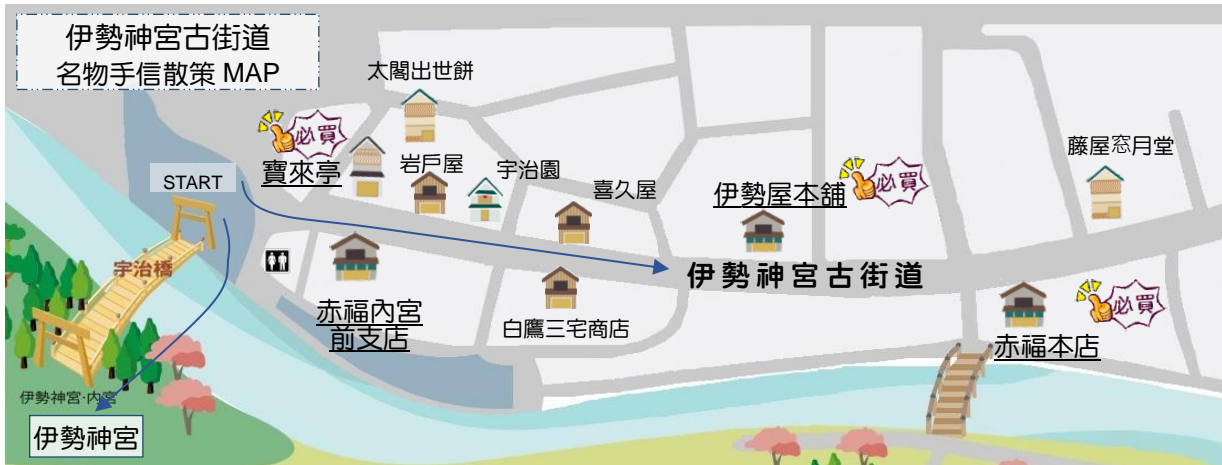 伊勢神宮古街道
名物手信散策 MAP
太閣出世餅
必買
寶來亭
START
岩戶屋
宇治園
喜久屋
伊勢屋本舖
必買
藤屋窓月堂
宇治橋
伊勢神宮古街道
赤福內宮
前支店
白鷹三宅商店
必買
赤福本店
伊勢神宮·內宮
伊勢神宮